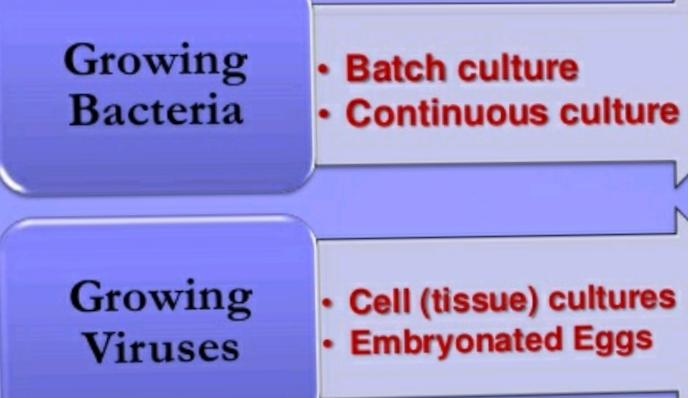 Growing
Bacteria
• Batch culture
• Continuous culture
Growing
Viruses
• Cell (tissue) cultures
• Embryonated Eggs